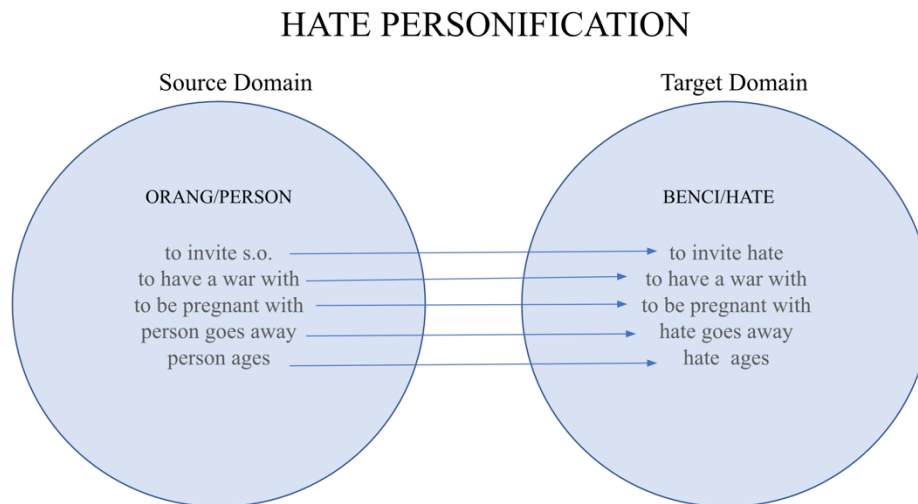 HATE PERSONIFICATION
Source Domain
Target Domain
ORANG/PERSON
to invite s.o.
to have a war with
to be pregnant with
person goes away
person ages
BENCI/HATE
to invite hate
to have a war with
to be pregnant with
hate goes away
hate ages